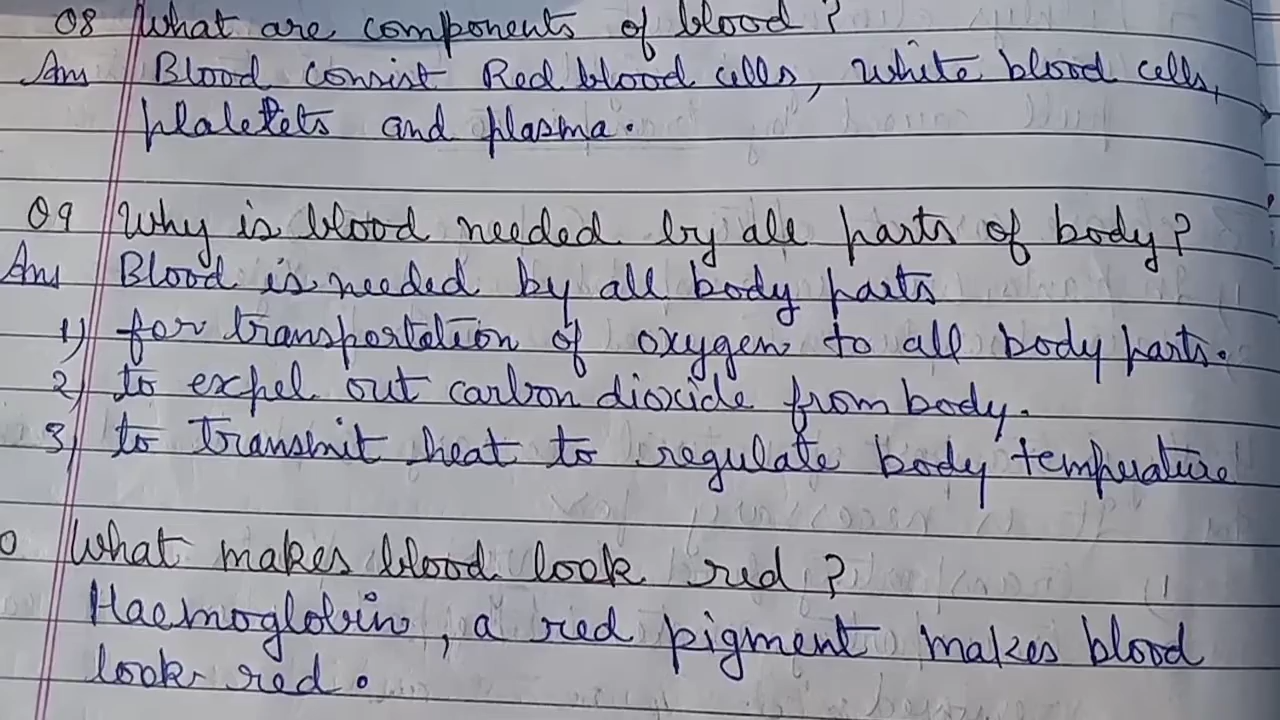 Q8 What are components of blood?
Ans Blood consist Red blood cells, white blood cells,
platelets and plasma.
Q9 Why is blood needed by all parts of body?
Ans Blood is needed by all body parts
1) for transportation of oxygen to all body parts.
2) to expel out carbon dioxide from body.
3) to transmit heat to regulate body temperature
0 What makes blood look red?
Haemoglobin, a red pigment makes blood
look red.